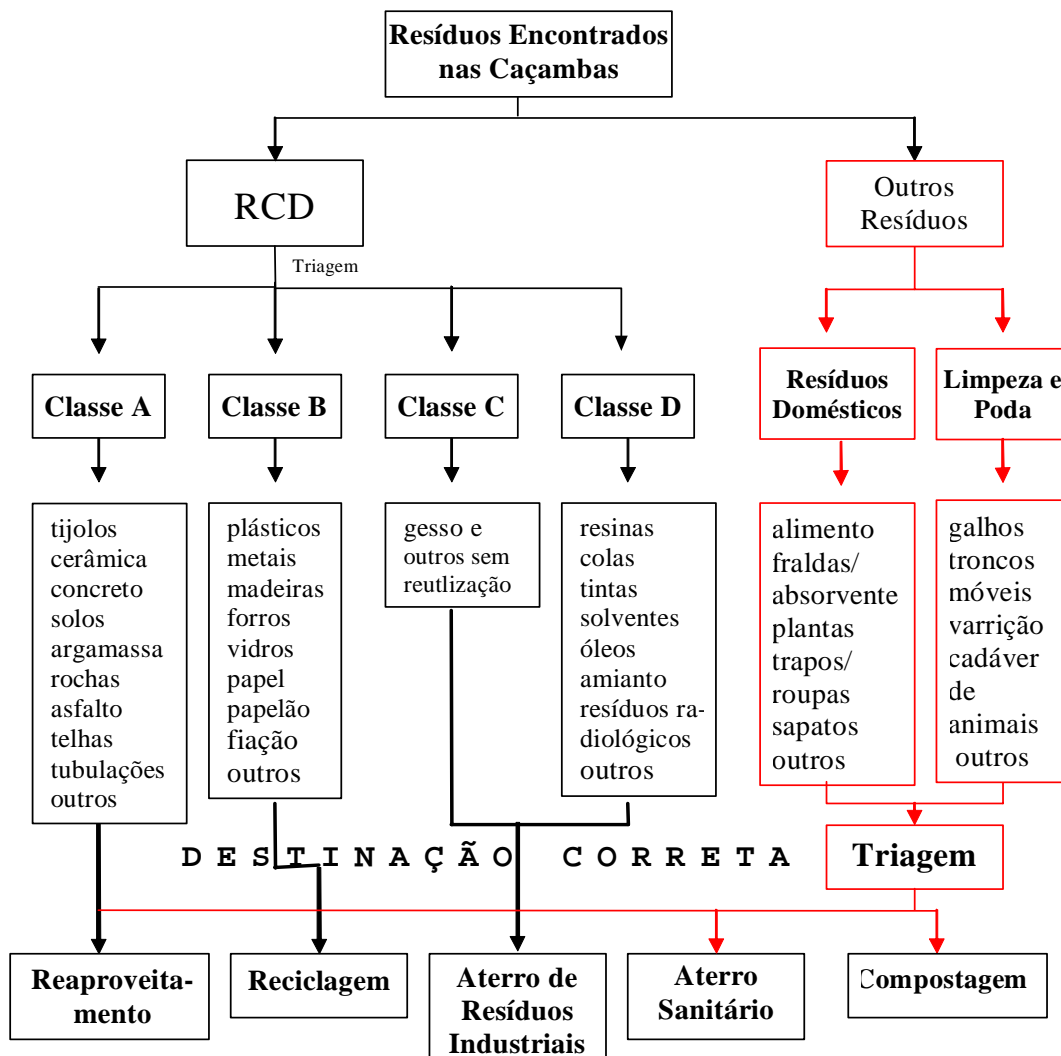 Resíduos Encontrados
nas Caçambas
RCD
Outros
Resíduos
Triagem
Classe A
Classe B
Classe C
Classe D
Resíduos
Domésticos
Limpeza e
Poda
tijolos
cerâmica
concreto
solos
argamassa
rochas
asfalto
telhas
tubulações
outros
plásticos
metais
madeiras
forros
vidros
papel
papelão
fiação
outros
gesso e
outros sem
reutlização
resinas
colas
tintas
solventes
óleos
amianto
resíduos ra-
diológicos
outros
alimento
fraldas/
absorvente
plantas
trapos/
roupas
sapatos
outros
galhos
troncos
móveis
varrição
cadáver
de
animais
outros
Triagem
DESTINAÇÃO CORRETA
Reaproveita-
mento
Reciclagem
Aterro de
Resíduos
Industriais
Aterro
Sanitário
Compostagem